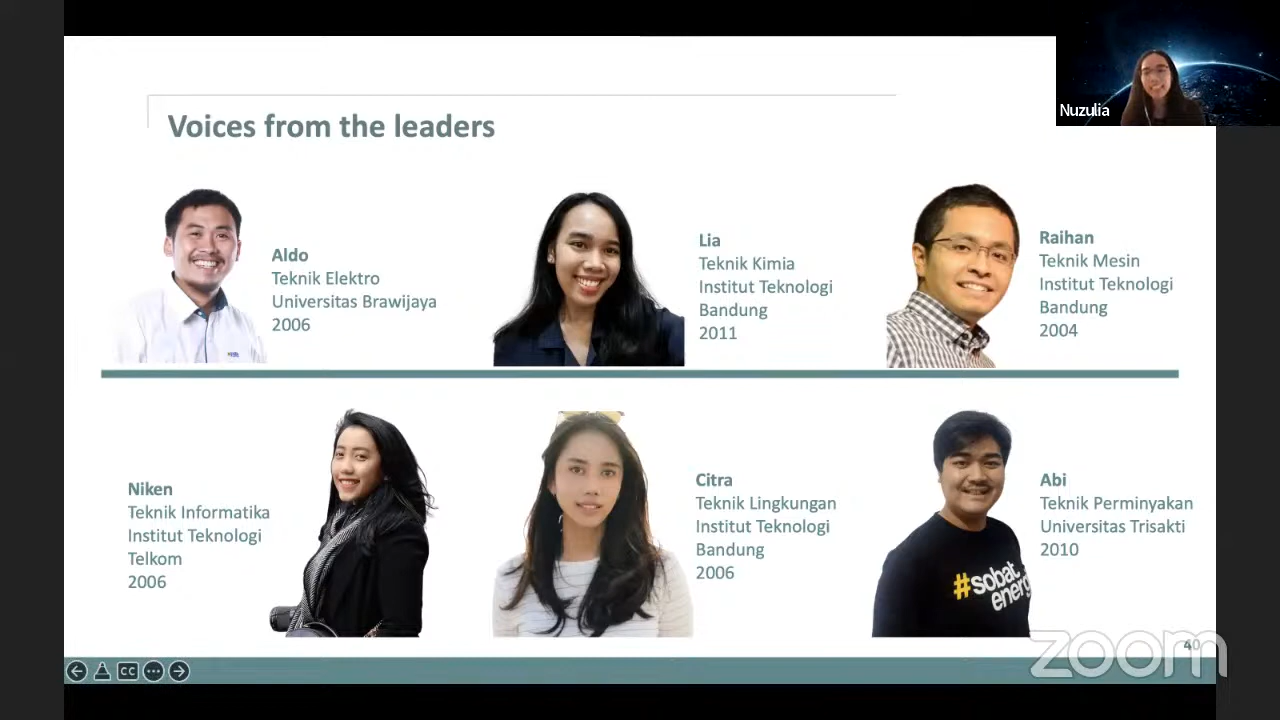 Nuzulia
Voices from the leaders
Aldo
Teknik Elektro
Universitas Brawijaya
2006
Lia
Teknik Kimia
Institut Teknologi
Bandung
2011
Raihan
Teknik Mesin
Institut Teknologi
Bandung
2004
Niken
Teknik Informatika
Institut Teknologi
Telkom
2006
Citra
Teknik Lingkungan
Institut Teknologi
Bandung
2006
Abi
Teknik Perminyakan
Universitas Trisakti
2010
#sobat
energi
40
CC
zoom